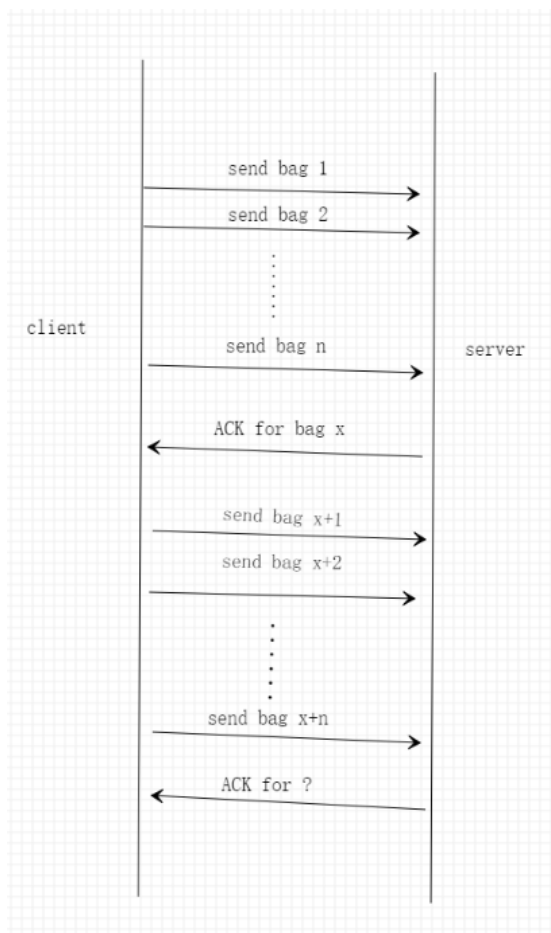 send bag 1
send bag 2
client
send bag n
server
ACK for bag x
send bag x+1
send bag x+2
send bag x+n
ACK for ?